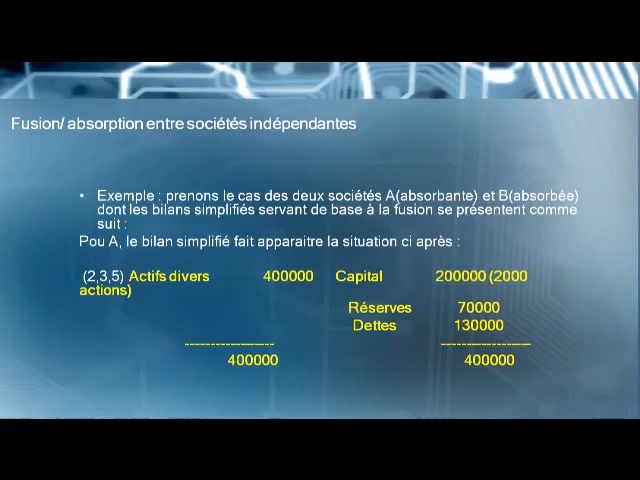 Fusion/ absorption entre sociétés indépendantes
• Exemple : prenons le cas des deux sociétés A(absorbante) et B(absorbée)
dont les bilans simplifiés servant de base à la fusion se présentent comme
suit :
Pou A, le bilan simplifié fait apparaitre la situation ci après :
(2,3,5) Actifs divers 400000 Capital 200000 (2000
actions)
Réserves 70000
Dettes 130000
------------------- -------------------
400000 400000